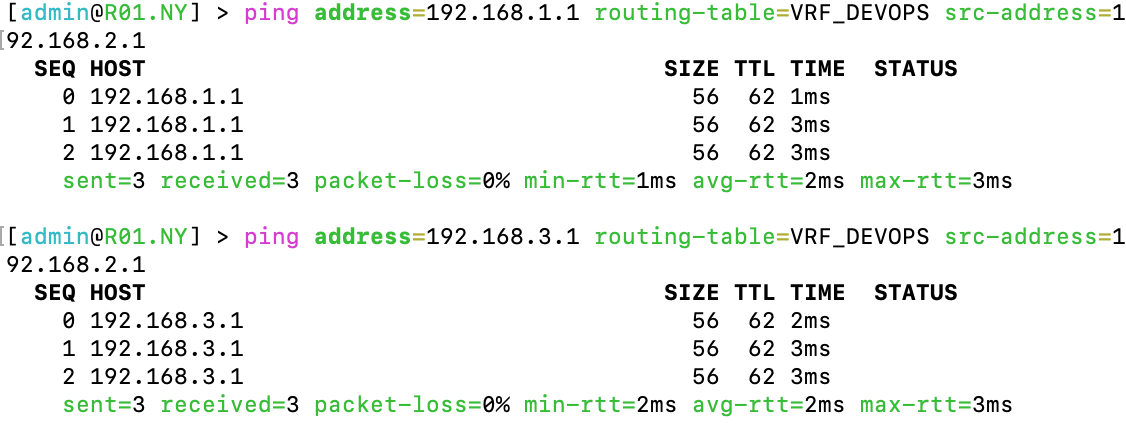 [admin@R01.NY] > ping address=192.168.1.1 routing-table=VRF_DEVOPS src-address=1
[92.168.2.1
SEQ HOST SIZE TTL TIME STATUS
0 192.168.1.1 56 62 1ms
1 192.168.1.1 56 62 3ms
2 192.168.1.1 56 62 3ms
sent=3 received=3 packet-loss=0% min-rtt=1ms avg-rtt=2ms max-rtt=3ms
[[admin@R01.NY] > ping address=192.168.3.1 routing-table=VRF_DEVOPS src-address=1
92.168.2.1
SEQ HOST SIZE TTL TIME STATUS
0 192.168.3.1 56 62 2ms
1 192.168.3.1 56 62 3ms
2 192.168.3.1 56 62 3ms
sent=3 received=3 packet-loss=0% min-rtt=2ms avg-rtt=2ms max-rtt=3ms